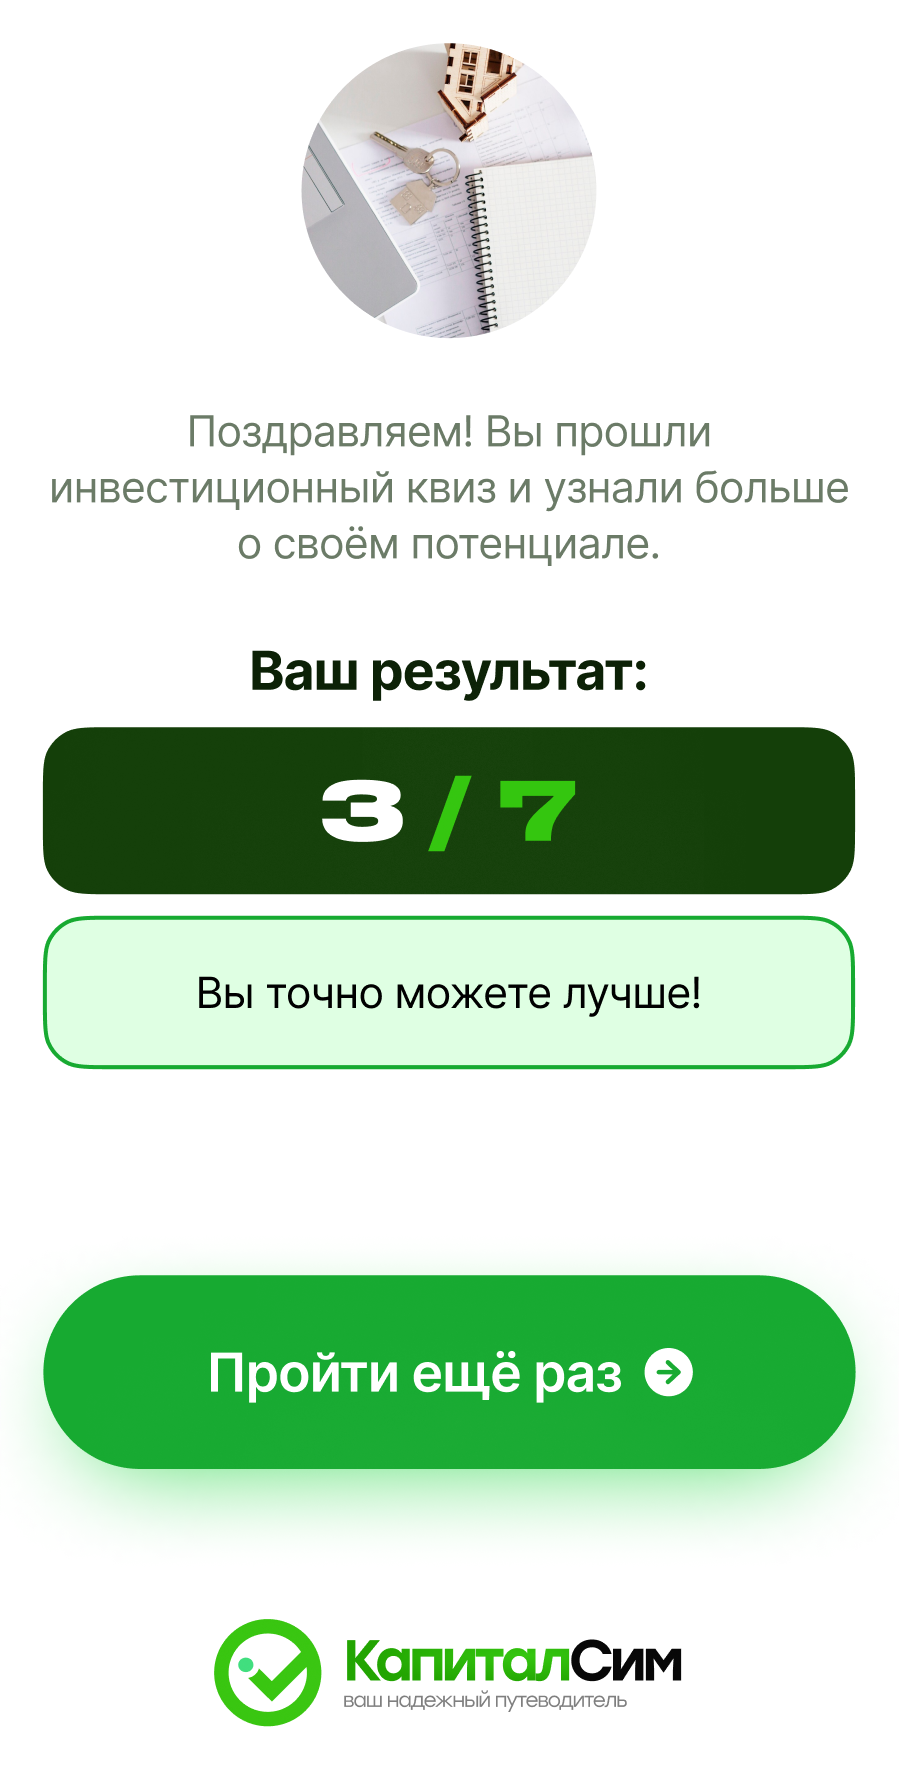 Поздравляем! Вы прошли
инвестиционный квиз и узнали больше
о своём потенциале.
Ваш результат:
3 / 7
Вы точно можете лучше!
Пройти ещё раз
КапиталСим
ваш надежный путеводитель